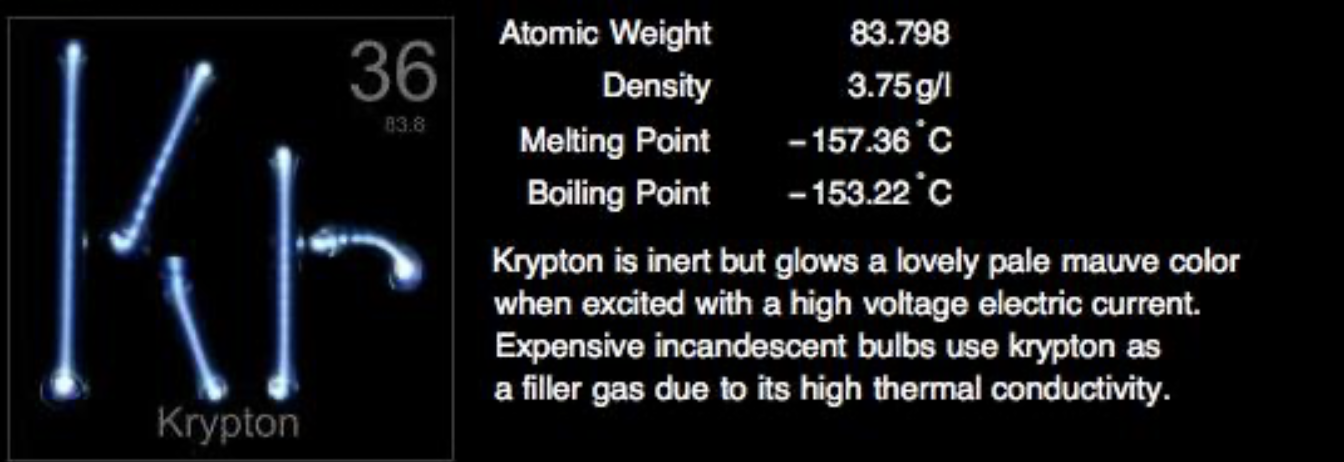 Kr
36
83.8
Krypton
Atomic Weight 83.798
Density 3.75 g/l
Melting Point –157.36 ˚C
Boiling Point –153.22 ˚C
Krypton is inert but glows a lovely pale mauve color
when excited with a high voltage electric current.
Expensive incandescent bulbs use krypton as
a filler gas due to its high thermal conductivity.